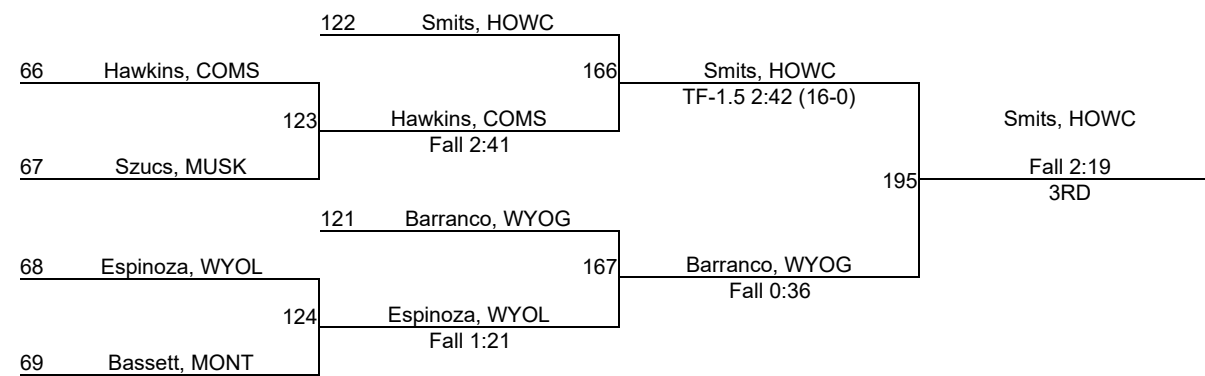 122 Smits, HOWC
66 Hawkins, COMS
166 Smits, HOWC
TF-1.5 2:42 (16-0)
123 Hawkins, COMS
Fall 2:41
Smits, HOWC
67 Szucs, MUSK
195 Fall 2:19
3RD
121 Barranco, WYOG
68 Espinoza, WYOL
167 Barranco, WYOG
Fall 0:36
124 Espinoza, WYOL
Fall 1:21
69 Bassett, MONT